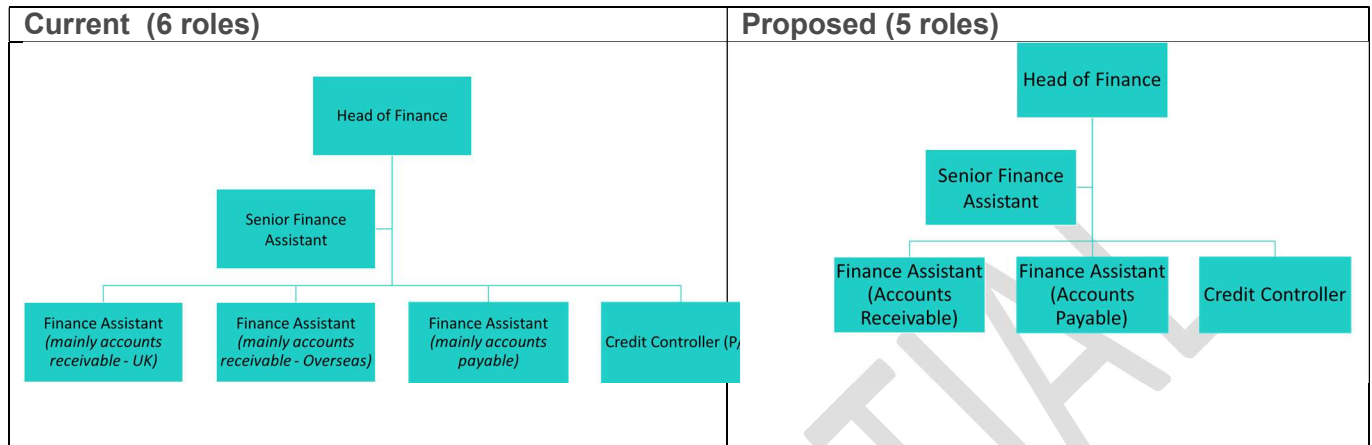 Current (6 roles)
Head of Finance
Senior Finance
Assistant
Finance Assistant
(mainly accounts
receivable - UK)
Finance Assistant
(mainly accounts
receivable - Overseas)
Finance Assistant
(mainly accounts
payable)
Credit Controller (P/
Proposed (5 roles)
Head of Finance
Senior Finance
Assistant
Finance Assistant
(Accounts
Receivable)
Finance Assistant
(Accounts
Payable)
Credit Controller
TIAL